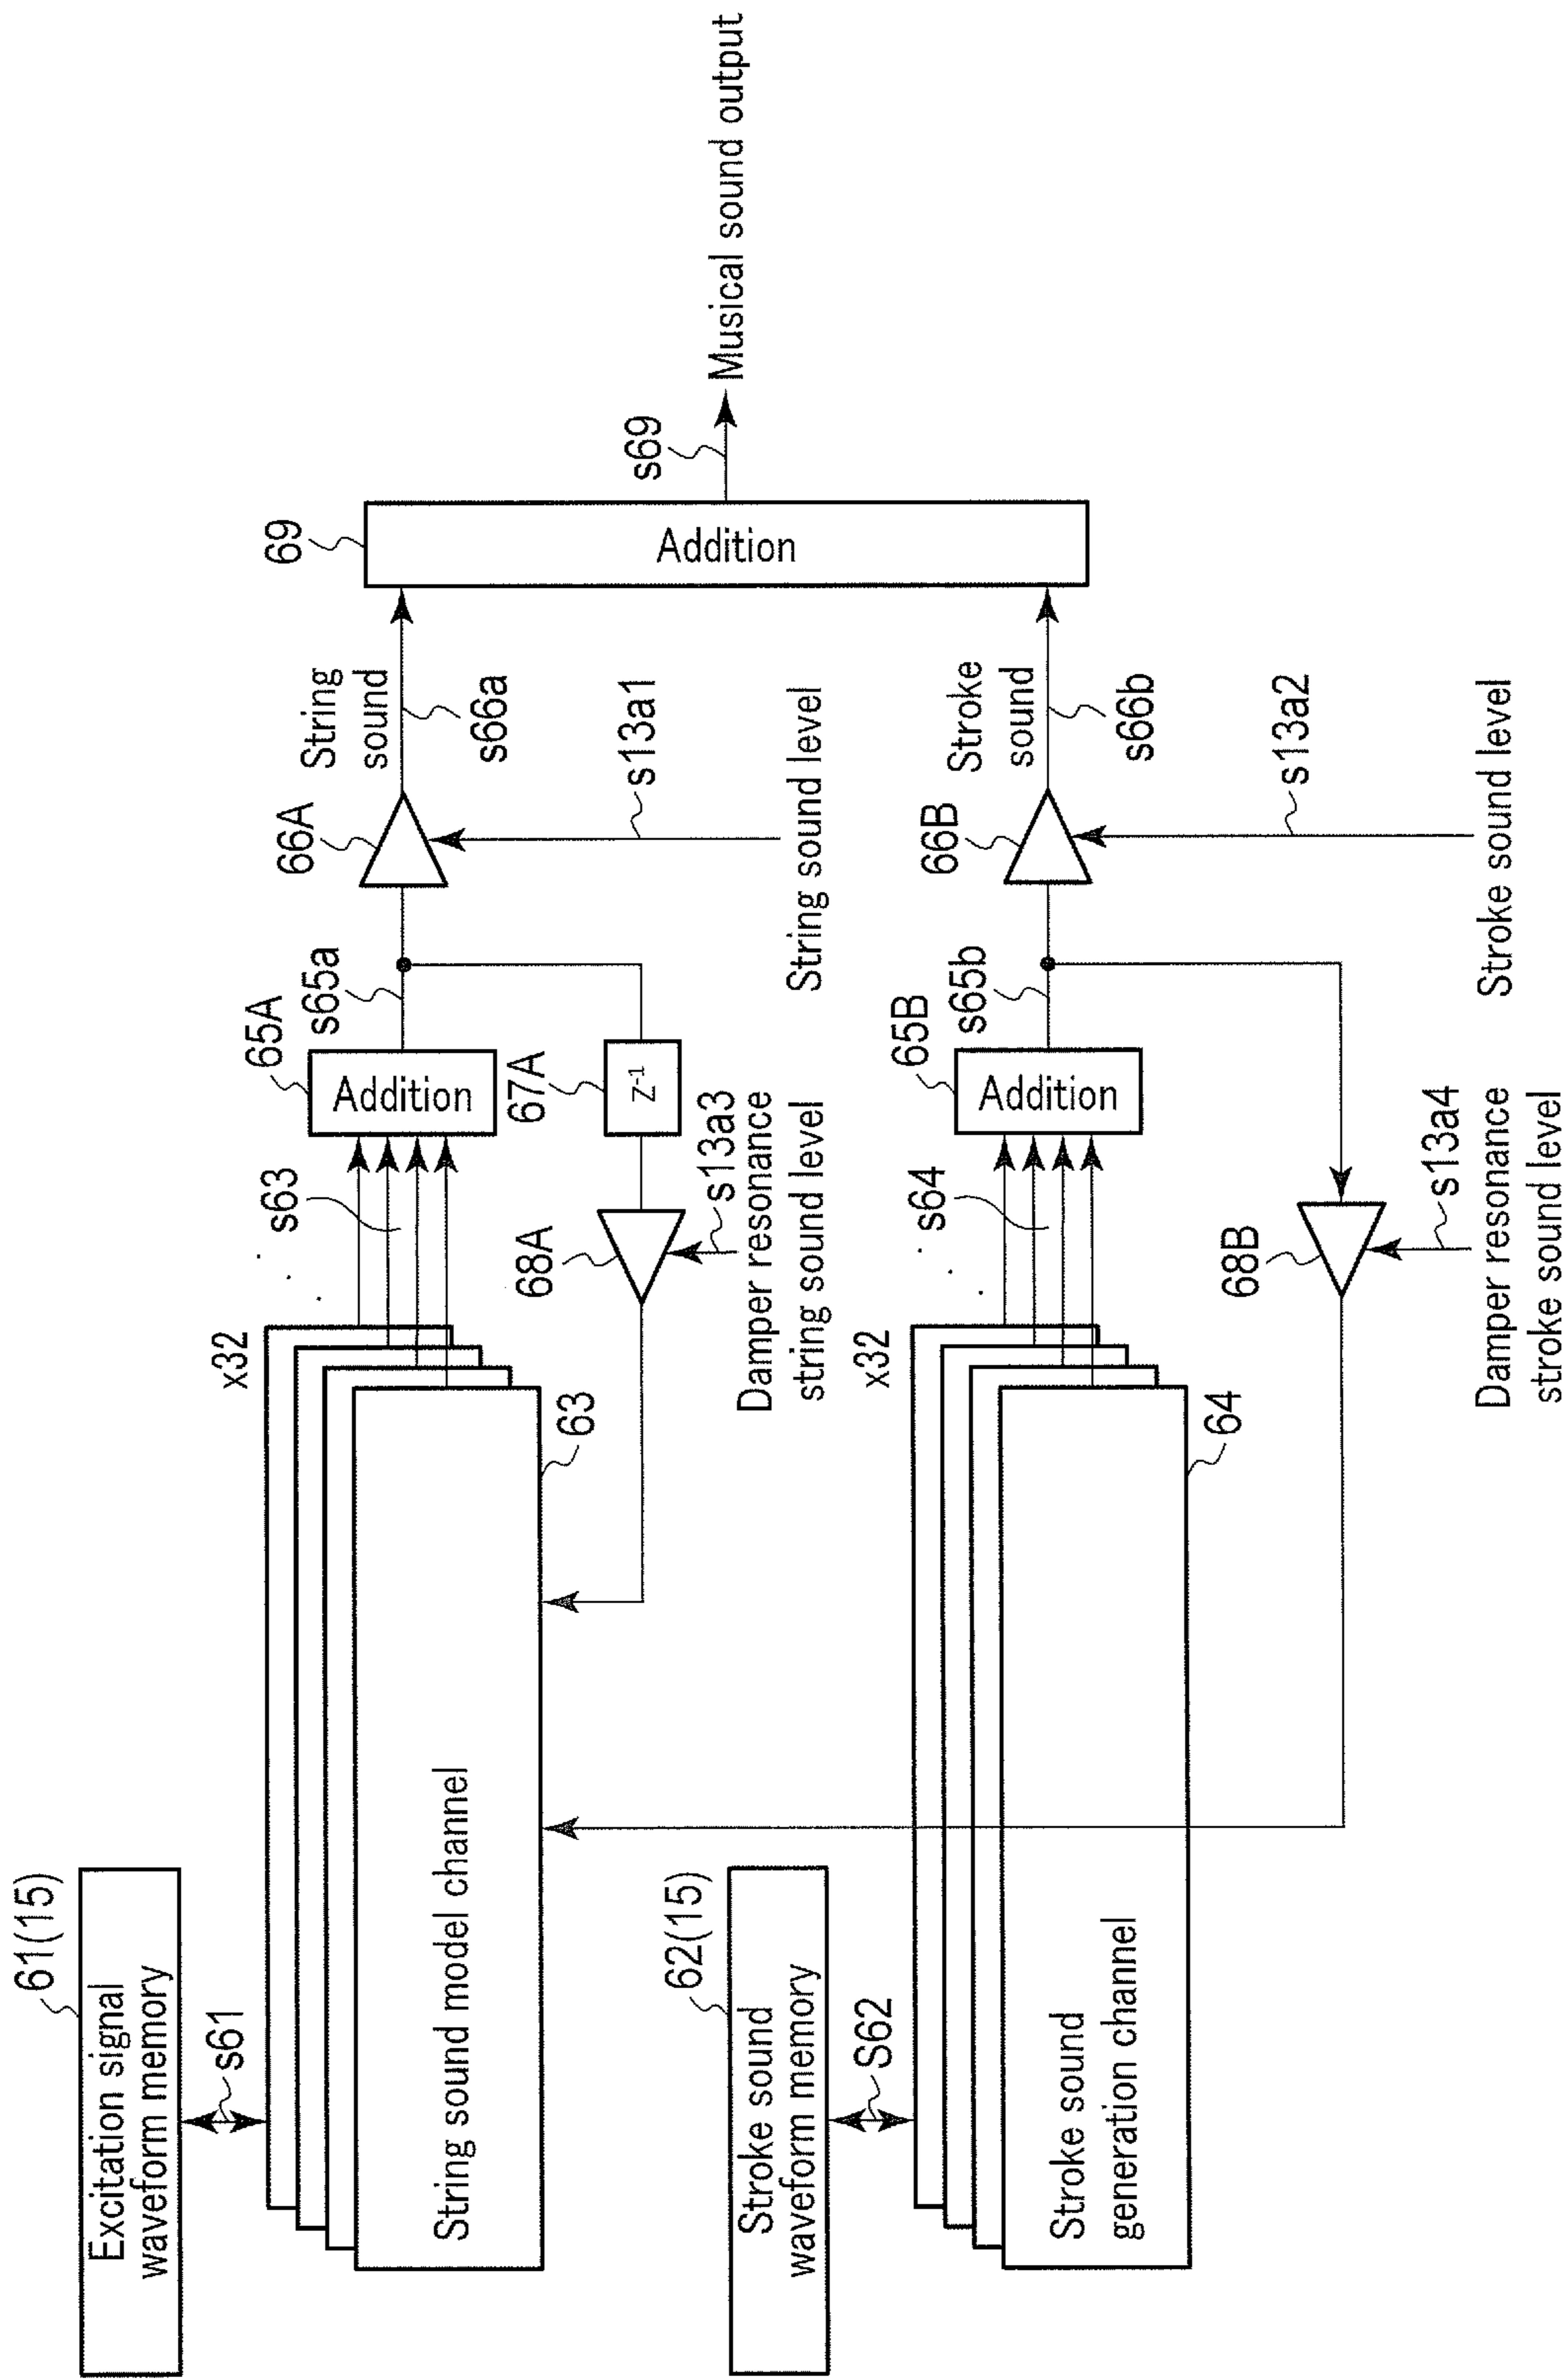 61(15)
Excitation signal
waveform memory
s61
String sound model channel
63
x32
s63
65A
Addition
s65a
67A
Z⁻¹
68A
s13a3
Damper resonance
string sound level
66A
String
sound
s66a
s13a1
String sound level
69
Addition
s69
Musical sound output
62(15)
Stroke sound
waveform memory
S62
Stroke sound
generation channel
64
x32
s64
65B
Addition
s65b
68B
s13a4
Damper resonance
stroke sound level
66B
Stroke
sound
s66b
s13a2
Stroke sound level